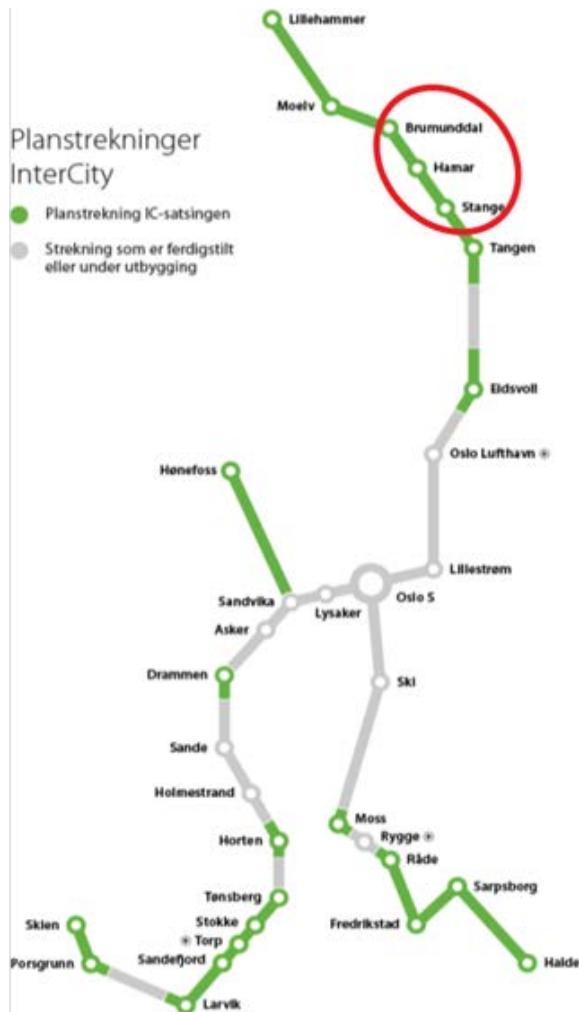 Lillehammer
Moelv
Brumunddal
Planstrekninger
InterCity
Hamar
Planstrekning IC-satsingen
Stange
Strekning som er ferdigstilt
eller under utbygging
Tangen
Eidsvoll
Oslo Lufthavn
Hønefoss
Lillestrøm
Sandvika
Lysaker
Oslo S
Asker
Drammen
Ski
Sande
Holmestrand
Moss
Rygge
Horten
Råde
Sarpsborg
Tønsberg
Stokke
Fredrikstad
Skien
Torp
Sandefjord
Porsgrunn
Halde
Larvik